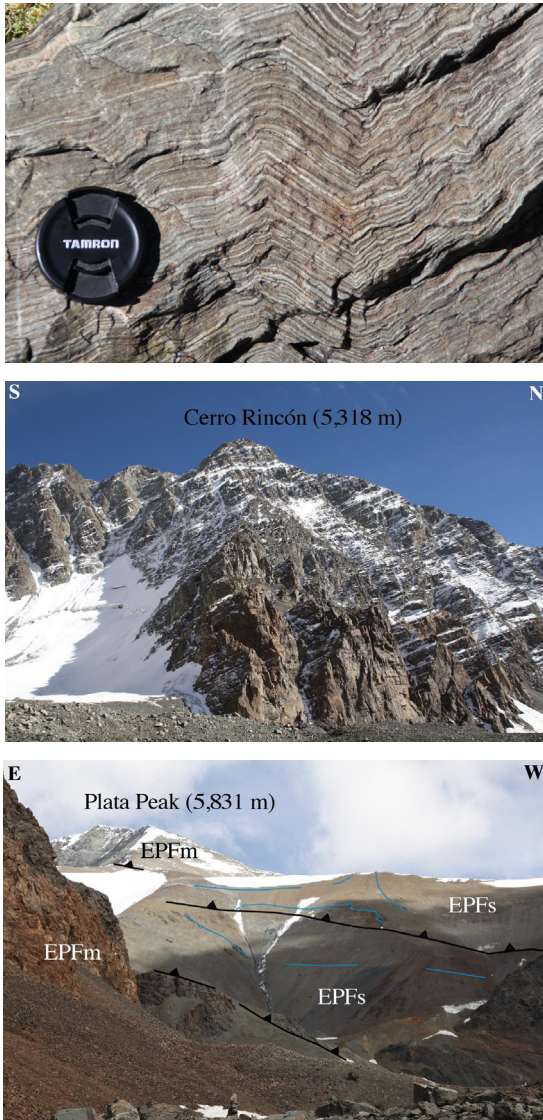 TAMRON
S N
Cerro Rincón (5,318 m)
E W
Plata Peak (5,831 m)
EPFm
EPFs
EPFm
EPFs